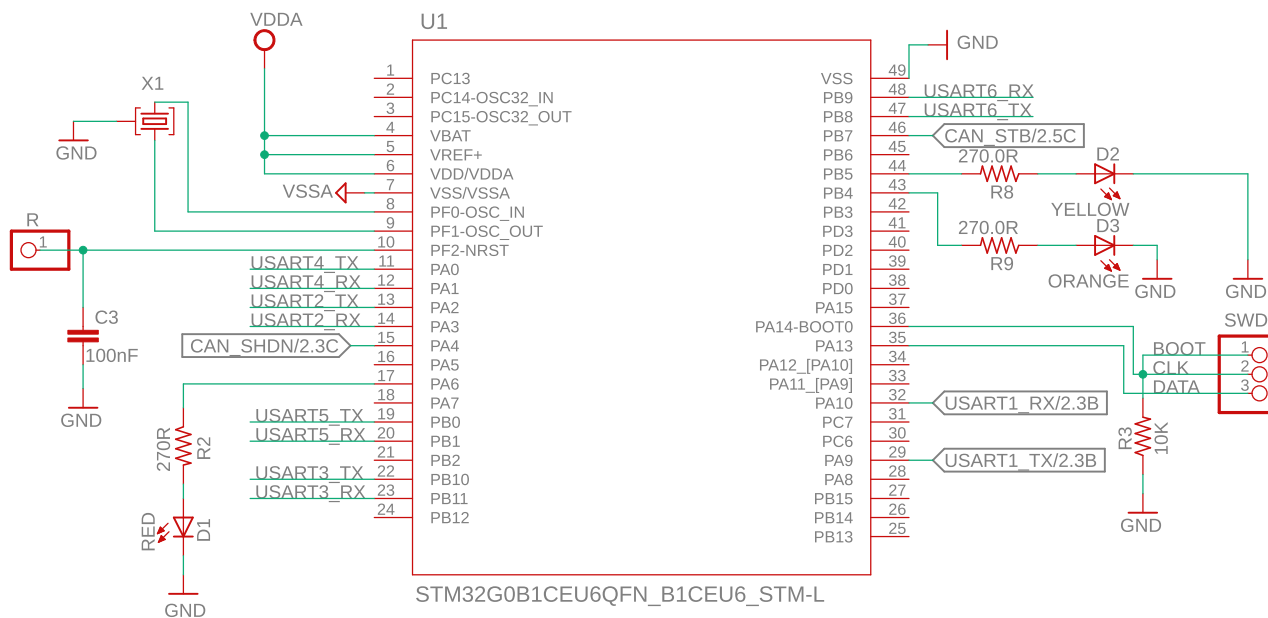 VDDA
U1
X1
GND
R
1
C3
100nF
GND
VSSA
USART4_TX
USART4_RX
USART2_TX
USART2_RX
CAN_SHDN/2.3C
270R
R2
USART5_TX
USART5_RX
USART3_TX
USART3_RX
RED
D1
GND
1 PC13
2 PC14-OSC32_IN
3 PC15-OSC32_OUT
4 VBAT
5 VREF+
6 VDD/VDDA
7 VSS/VSSA
8 PF0-OSC_IN
9 PF1-OSC_OUT
10 PF2-NRST
11 PA0
12 PA1
13 PA2
14 PA3
15 PA4
16 PA5
17 PA6
18 PA7
19 PB0
20 PB1
21 PB2
22 PB10
23 PB11
24 PB12
VSS 49
PB9 48
PB8 47
PB7 46
PB6 45
PB5 44
PB4 43
PB3 42
PD3 41
PD2 40
PD1 39
PD0 38
PA15 37
PA14-BOOT0 36
PA13 35
PA12_[PA10] 34
PA11_[PA9] 33
PA10 32
PC7 31
PC6 30
PA9 29
PA8 28
PB15 27
PB14 26
PB13 25
STM32G0B1CEU6QFN_B1CEU6_STM-L
GND
USART6_RX
USART6_TX
CAN_STB/2.5C
270.0R
R8
D2
YELLOW
270.0R
R9
D3
ORANGE
GND
GND
SWD
BOOT 1
CLK 2
DATA 3
USART1_RX/2.3B
USART1_TX/2.3B
R3
10K
GND